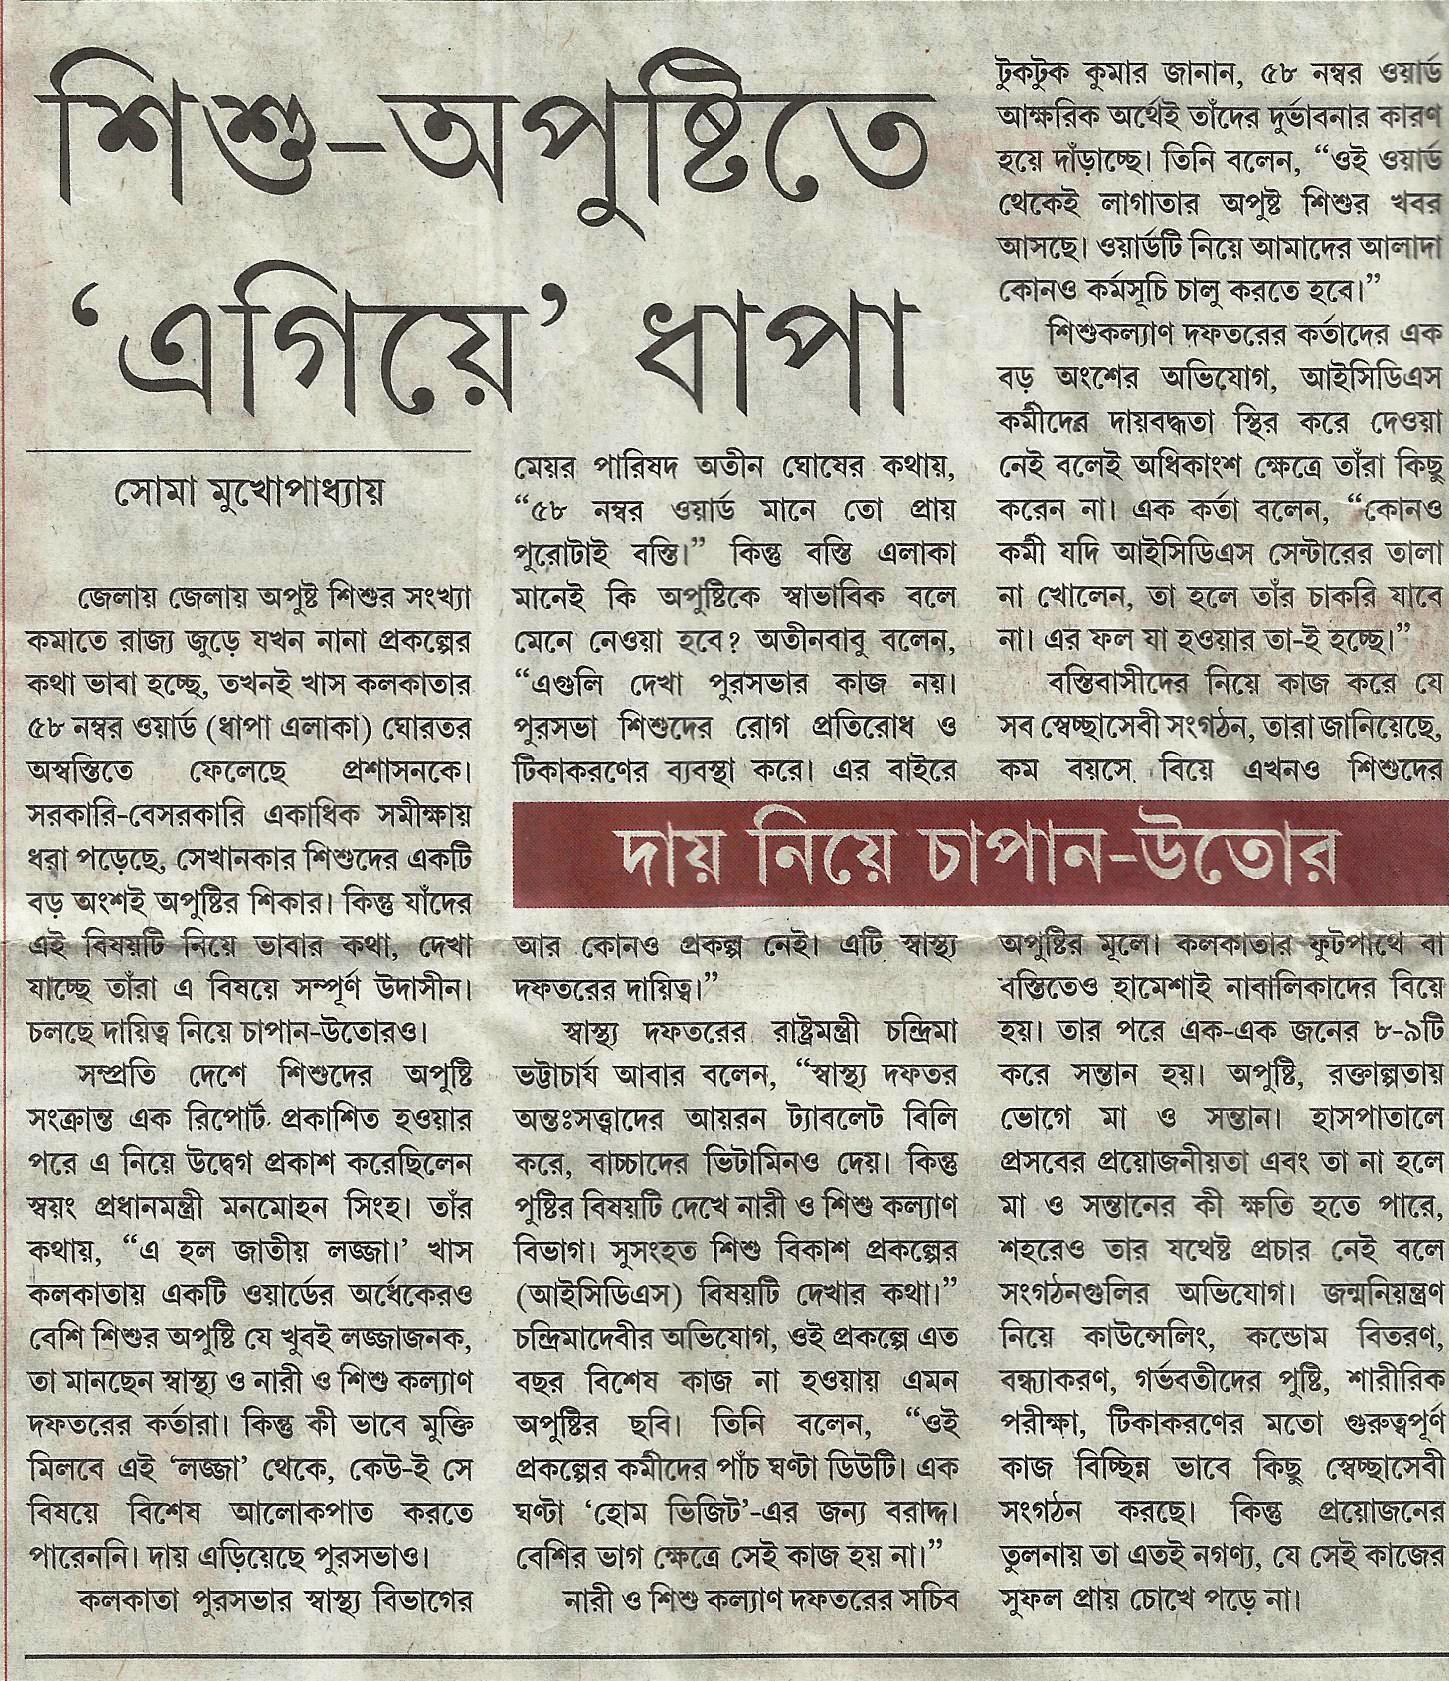 শিশু-অপুষ্টিতে
‘এগিয়ে’ ধাপা
সোমা মুখোপাধ্যায়
জেলায় জেলায় অপুষ্ট শিশুর সংখ্যা
কমাতে রাজ্য জুড়ে যখন নানা প্রকল্পের
কথা ভাবা হচ্ছে, তখনই খাস কলকাতার
৫৮ নম্বর ওয়ার্ড (ধাপা এলাকা) ঘোরতর
অস্বস্তিতে ফেলেছে প্রশাসনকে।
সরকারি-বেসরকারি একাধিক সমীক্ষায়
ধরা পড়েছে, সেখানকার শিশুদের একটি
বড় অংশই অপুষ্টির শিকার। কিন্তু যাঁদের
এই বিষয়টি নিয়ে ভাবার কথা, দেখা
যাচ্ছে তাঁরা এ বিষয়ে সম্পূর্ণ উদাসীন।
চলছে দায়িত্ব নিয়ে চাপান-উতোরও।
সম্প্রতি দেশে শিশুদের অপুষ্টি
সংক্রান্ত এক রিপোর্ট প্রকাশিত হওয়ার
পরে এ নিয়ে উদ্বেগ প্রকাশ করেছিলেন
স্বয়ং প্রধানমন্ত্রী মনমোহন সিংহ। তাঁর
কথায়, “এ হল জাতীয় লজ্জা।’ খাস
কলকাতায় একটি ওয়ার্ডের অর্ধেকেরও
বেশি শিশুর অপুষ্টি যে খুবই লজ্জাজনক,
তা মানছেন স্বাস্থ্য ও নারী ও শিশু কল্যাণ
দফতরের কর্তারা। কিন্তু কী ভাবে মুক্তি
মিলবে এই ‘লজ্জা’ থেকে, কেউ-ই সে
বিষয়ে বিশেষ আলোকপাত করতে
পারেননি। দায় এড়িয়েছে পুরসভাও।
কলকাতা পুরসভার স্বাস্থ্য বিভাগের
মেয়র পারিষদ অতীন ঘোষের কথায়,
“৫৮ নম্বর ওয়ার্ড মানে তো প্রায়
পুরোটাই বস্তি।” কিন্তু বস্তি এলাকা
মানেই কি অপুষ্টিকে স্বাভাবিক বলে
মেনে নেওয়া হবে? অতীনবাবু বলেন,
“এগুলি দেখা পুরসভার কাজ নয়।
পুরসভা শিশুদের রোগ প্রতিরোধ ও
টিকাকরণের ব্যবস্থা করে। এর বাইরে
দায় নিয়ে চাপান-উতোর
আর কোনও প্রকল্প নেই। এটি স্বাস্থ্য
দফতরের দায়িত্ব।”
স্বাস্থ্য দফতরের রাষ্ট্রমন্ত্রী চন্দ্রিমা
ভট্টাচার্য আবার বলেন, “স্বাস্থ্য দফতর
অন্তঃসত্ত্বাদের আয়রন ট্যাবলেট বিলি
করে, বাচ্চাদের ভিটামিনও দেয়। কিন্তু
পুষ্টির বিষয়টি দেখে নারী ও শিশু কল্যাণ
বিভাগ। সুসংহত শিশু বিকাশ প্রকল্পের
(আইসিডিএস) বিষয়টি দেখার কথা।”
চন্দ্রিমাদেবীর অভিযোগ, ওই প্রকল্পে এত
বছর বিশেষ কাজ না হওয়ায় এমন
অপুষ্টির ছবি। তিনি বলেন, “ওই
প্রকল্পের কর্মীদের পাঁচ ঘণ্টা ডিউটি। এক
ঘণ্টা ‘হোম ভিজিট’-এর জন্য বরাদ্দ।
বেশির ভাগ ক্ষেত্রে সেই কাজ হয় না।”
নারী ও শিশু কল্যাণ দফতরের সচিব
টুকটুক কুমার জানান, ৫৮ নম্বর ওয়ার্ড
আক্ষরিক অর্থেই তাঁদের দুর্ভাবনার কারণ
হয়ে দাঁড়াচ্ছে। তিনি বলেন, “ওই ওয়ার্ড
থেকেই লাগাতার অপুষ্ট শিশুর খবর
আসছে। ওয়ার্ডটি নিয়ে আমাদের আলাদা
কোনও কর্মসূচি চালু করতে হবে।”
শিশুকল্যাণ দফতরের কর্তাদের এক
বড় অংশের অভিযোগ, আইসিডিএস
কর্মীদের দায়বদ্ধতা স্থির করে দেওয়া
নেই বলেই অধিকাংশ ক্ষেত্রে তাঁরা কিছু
করেন না। এক কর্তা বলেন, “কোনও
কর্মী যদি আইসিডিএস সেন্টারের তালা
না খোলেন, তা হলে তাঁর চাকরি যাবে
না। এর ফল যা হওয়ার তা-ই হচ্ছে।”
বস্তিবাসীদের নিয়ে কাজ করে যে
সব স্বেচ্ছাসেবী সংগঠন, তারা জানিয়েছে,
কম বয়সে বিয়ে এখনও শিশুদের
অপুষ্টির মূলে। কলকাতার ফুটপাথে বা
বস্তিতেও হামেশাই নাবালিকাদের বিয়ে
হয়। তার পরে এক-এক জনের ৮-৯টি
করে সন্তান হয়। অপুষ্টি, রক্তাল্পতায়
ভোগে মা ও সন্তান। হাসপাতালে
প্রসবের প্রয়োজনীয়তা এবং তা না হলে
মা ও সন্তানের কী ক্ষতি হতে পারে,
শহরেও তার যথেষ্ট প্রচার নেই বলে
সংগঠনগুলির অভিযোগ। জন্মনিয়ন্ত্রণ
নিয়ে কাউন্সেলিং, কন্ডোম বিতরণ,
বন্ধ্যাকরণ, গর্ভবতীদের পুষ্টি, শারীরিক
পরীক্ষা, টিকাকরণের মতো গুরুত্বপূর্ণ
কাজ বিচ্ছিন্ন ভাবে কিছু স্বেচ্ছাসেবী
সংগঠন করছে। কিন্তু প্রয়োজনের
তুলনায় তা এতই নগণ্য, যে সেই কাজের
সুফল প্রায় চোখে পড়ে না।